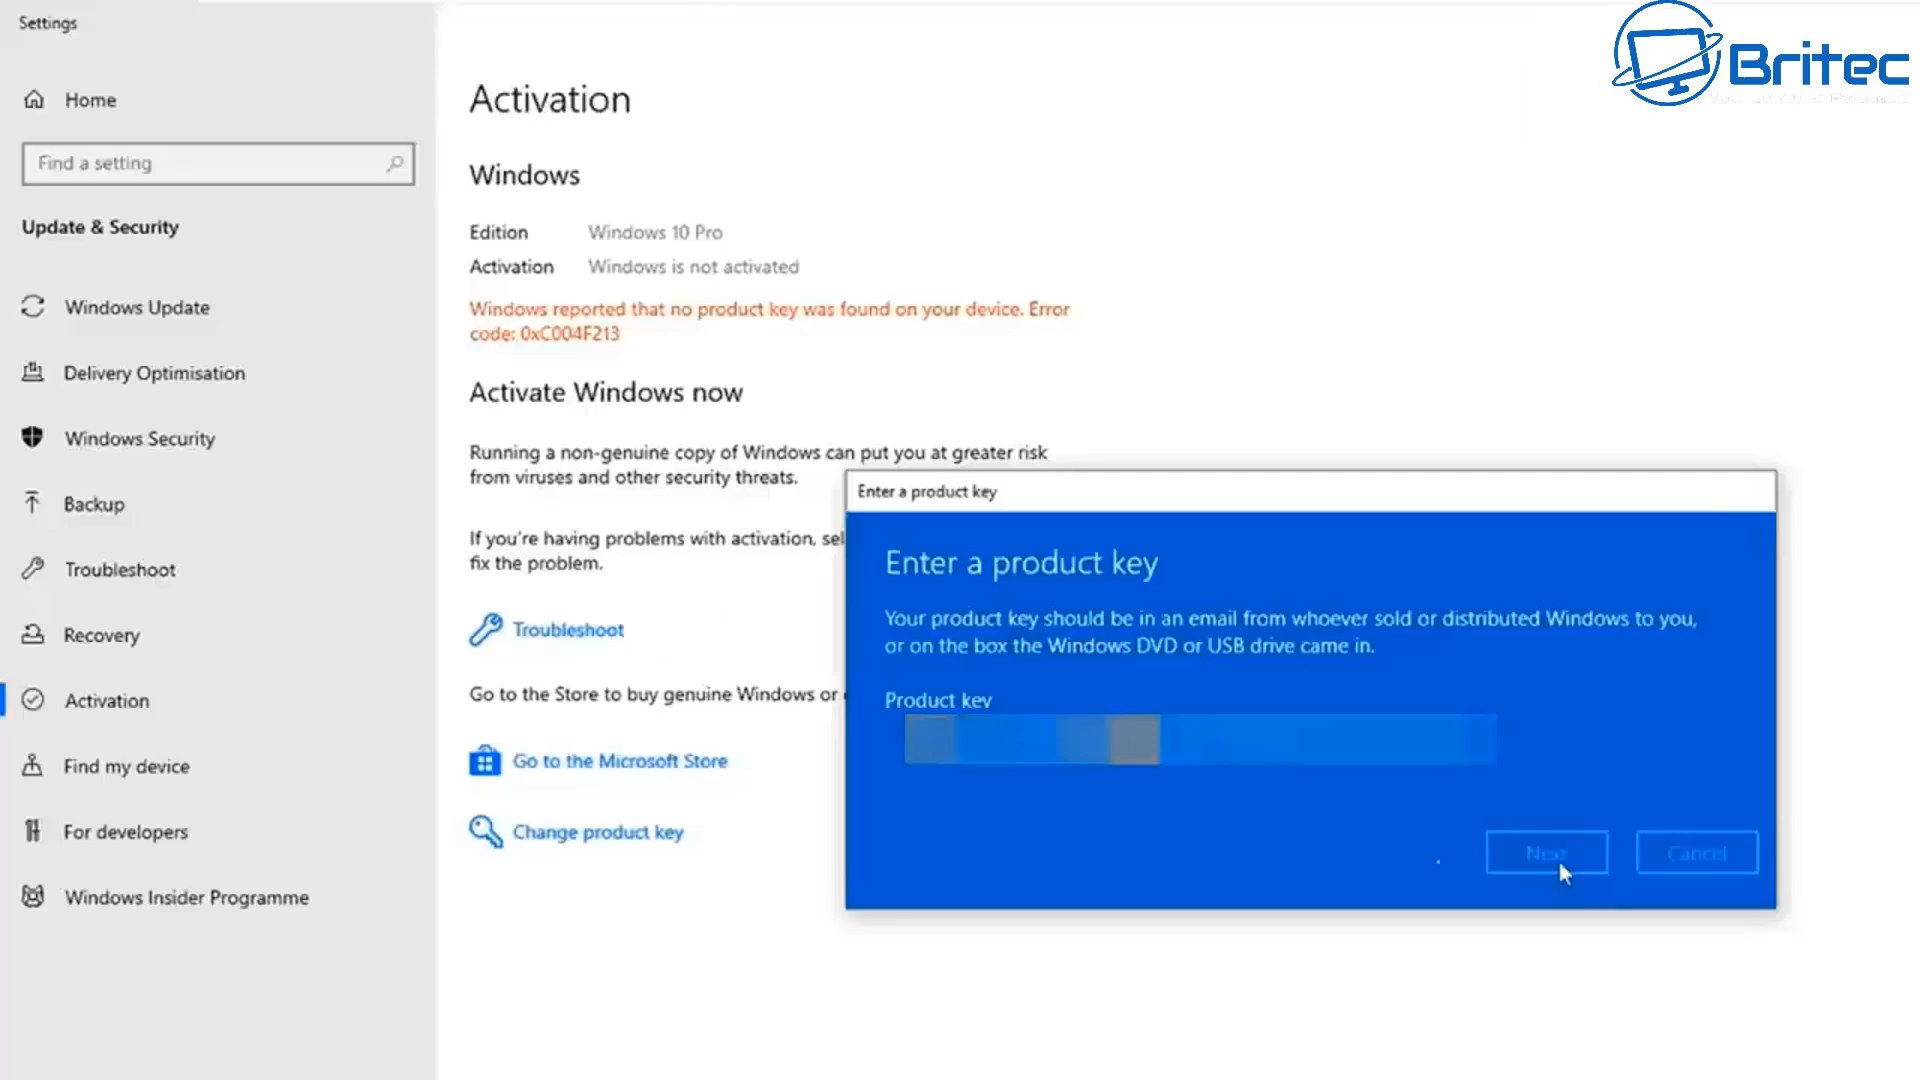 Settings
Home
Find a setting
Update & Security
Windows Update
Delivery Optimisation
Windows Security
Backup
Troubleshoot
Recovery
Activation
Find my device
For developers
Windows Insider Programme
Activation
Windows
Edition Windows 10 Pro
Activation Windows is not activated
Windows reported that no product key was found on your device. Error
code: 0xC004F213
Activate Windows now
Running a non-genuine copy of Windows can put you at greater risk
from viruses and other security threats.
If you're having problems with activation, sel
fix the problem.
Troubleshoot
Go to the Store to buy genuine Windows or
Go to the Microsoft Store
Change product key
Enter a product key
Enter a product key
Your product key should be in an email from whoever sold or distributed Windows to you,
or on the box the Windows DVD or USB drive came in.
Product key
Next
Cancel
Britec